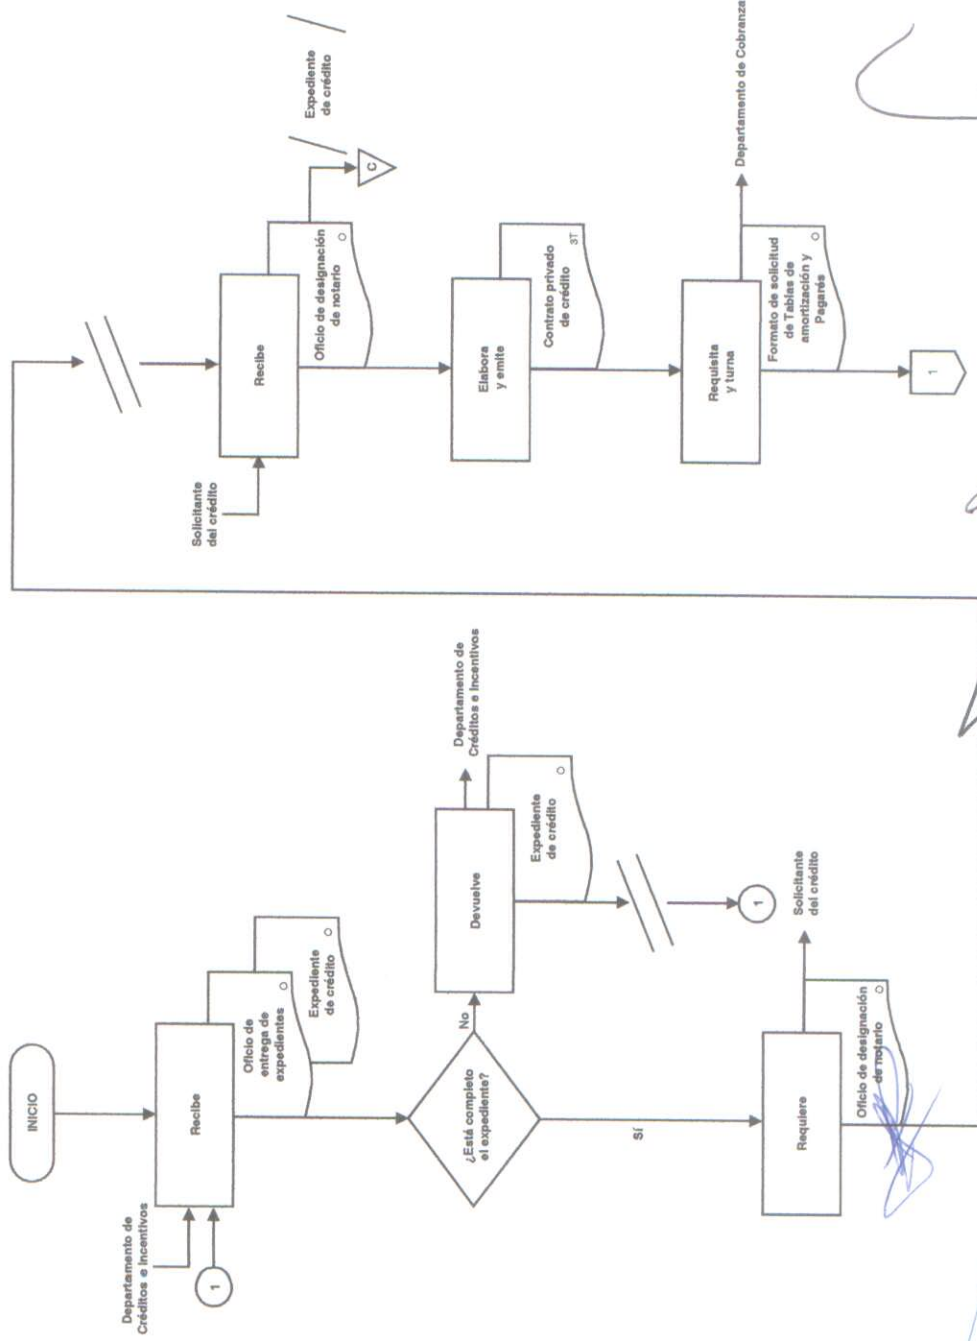 INICIO
Departamento de
Créditos e Incentivos
1
Recibe
Oficio de
entrega de
expedientes
Expediente
de crédito
¿Está completo
el expediente?
No
Devuelve
Departamento de
Créditos e Incentivos
Expediente
de crédito
1
Sí
Requiere
Solicitante
del crédito
Oficio de designación
de notario
Solicitante
del crédito
Recibe
Oficio de designación
de notario
C
Expediente
de crédito
Elabora
y emite
Contrato privado
de crédito
3T
Requisita
y turna
Departamento de Cobranza
Formato de solicitud
de Tablas de
amortización y
Pagarés
1